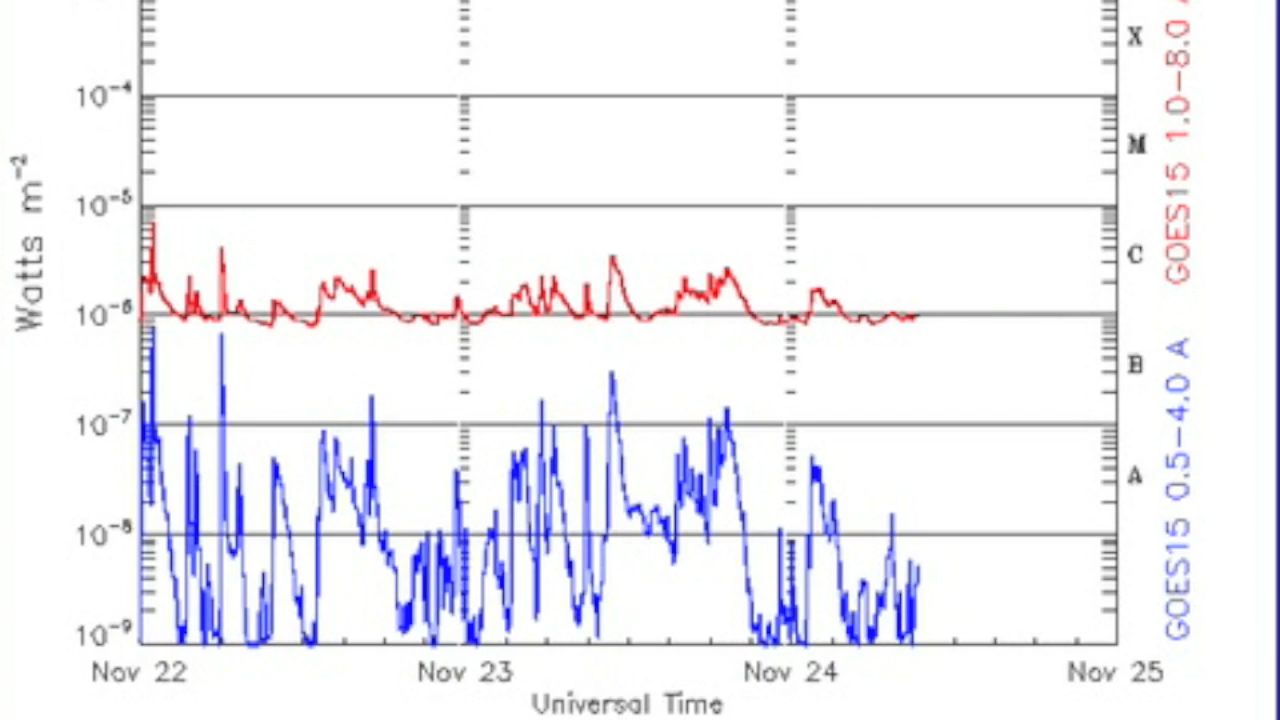 X
10⁻⁴
M
10⁻⁵
C
10⁻⁶
B
10⁻⁷
A
10⁻⁸
10⁻⁹
Nov 22 Nov 23 Nov 24 Nov 25
Universal Time
Watts m⁻²
GOES15 1.0-8.0
GOES15 0.5-4.0 A